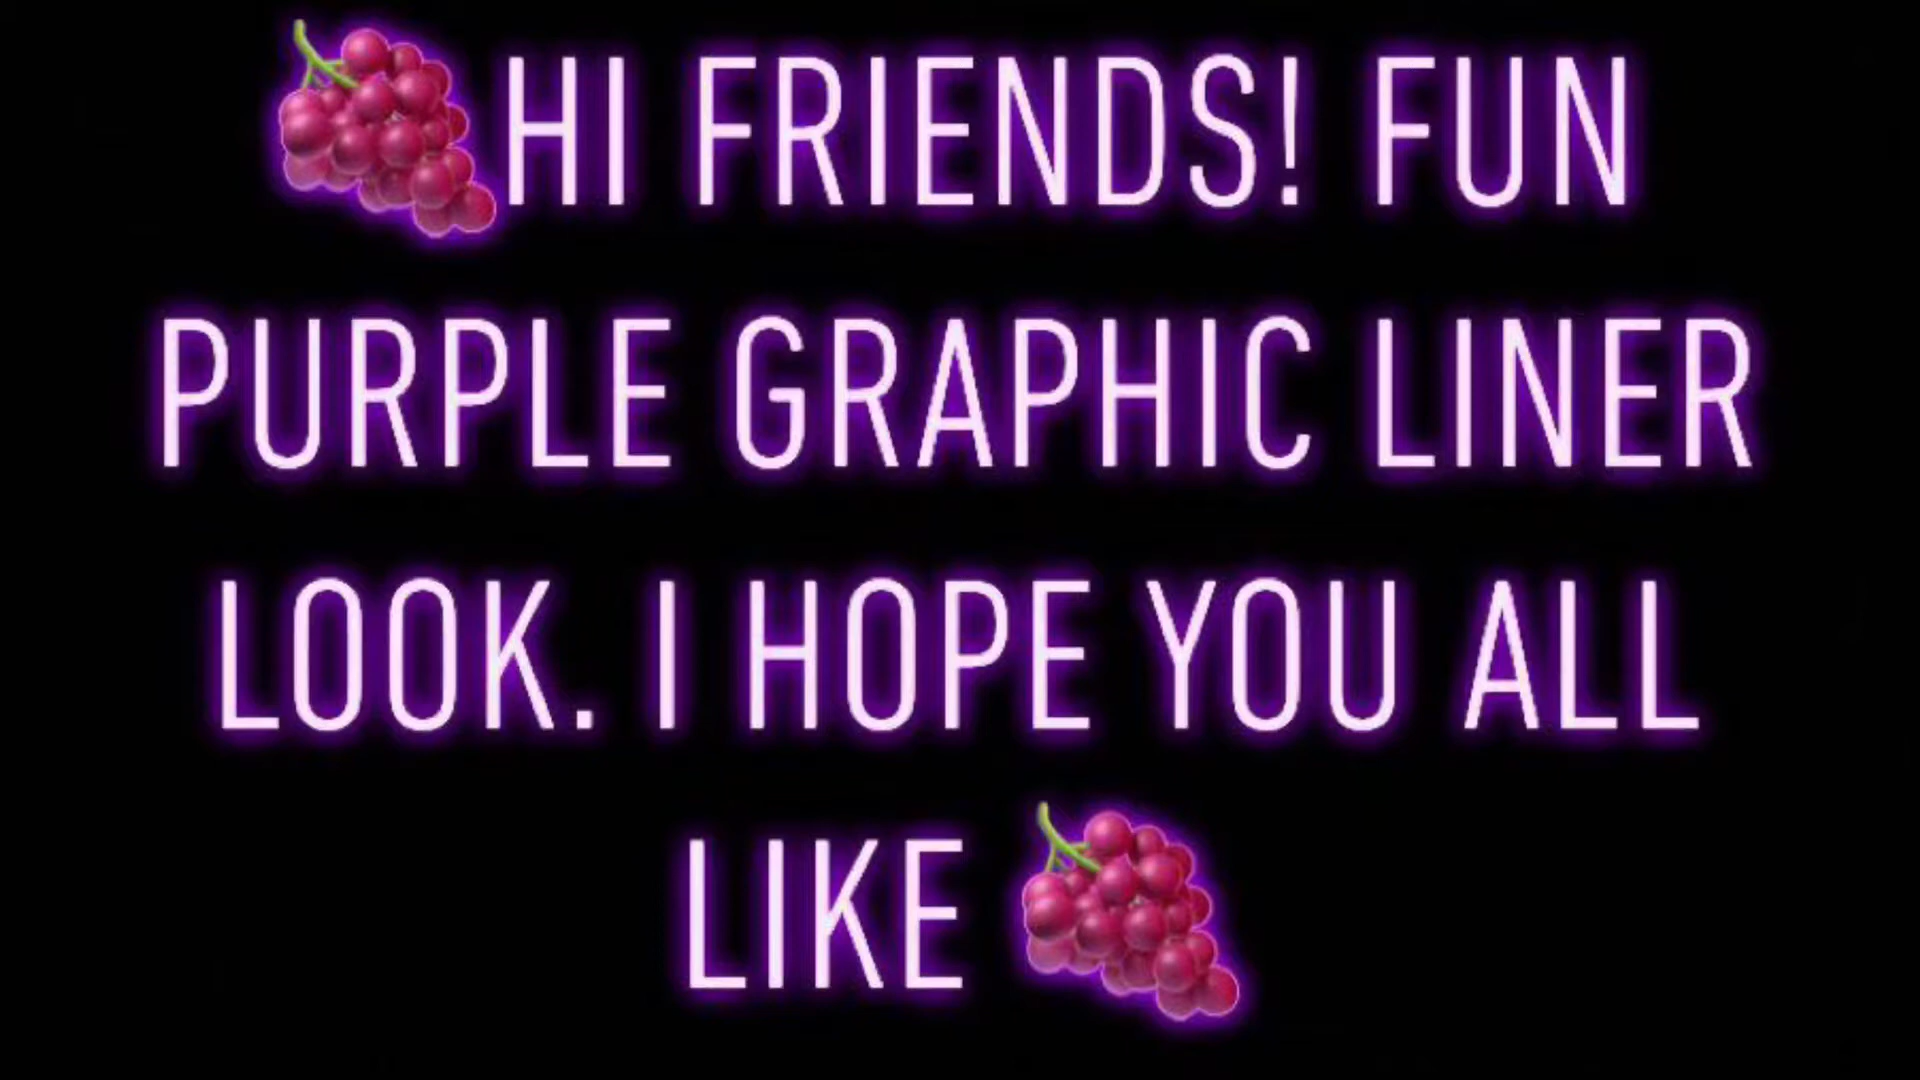 🍇HI FRIENDS! FUN
PURPLE GRAPHIC LINER
LOOK. I HOPE YOU ALL
LIKE 🍇